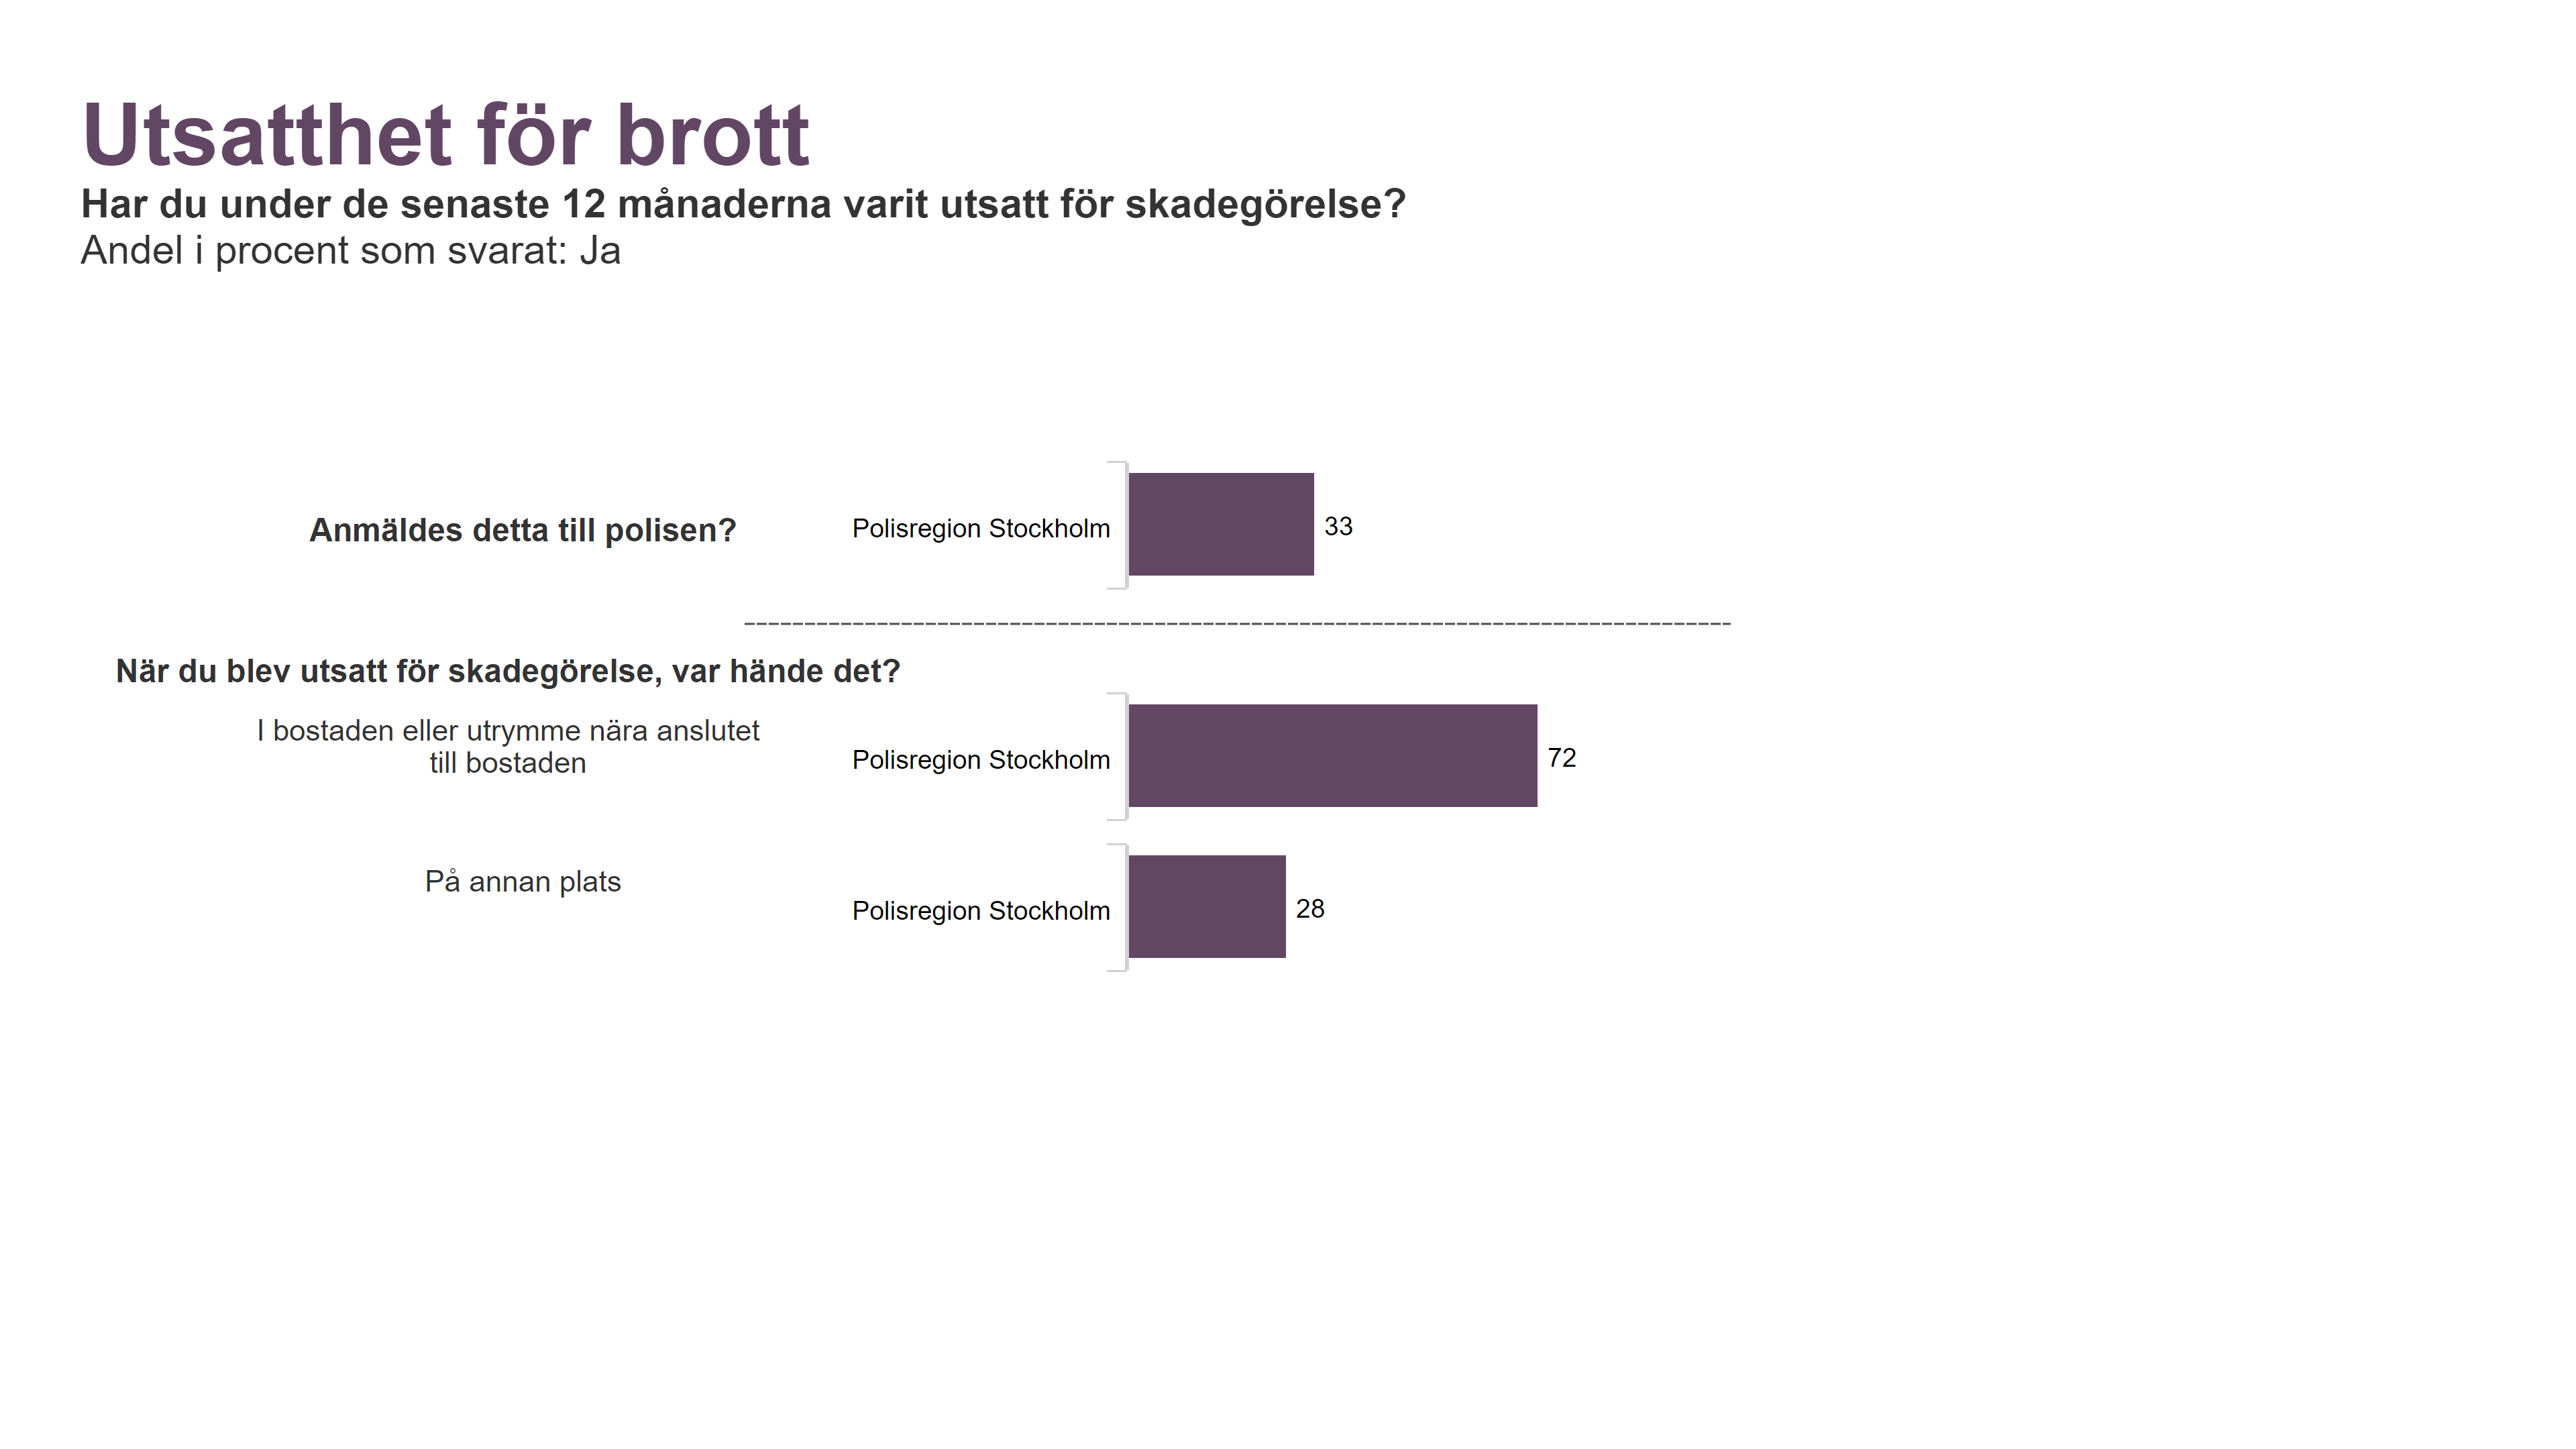 Utsatthet för brott
Har du under de senaste 12 månaderna varit utsatt för skadegörelse?
Andel i procent som svarat: Ja
Anmäldes detta till polisen?
Polisregion Stockholm
33
När du blev utsatt för skadegörelse, var hände det?
I bostaden eller utrymme nära anslutet
till bostaden
Polisregion Stockholm
72
På annan plats
Polisregion Stockholm
28